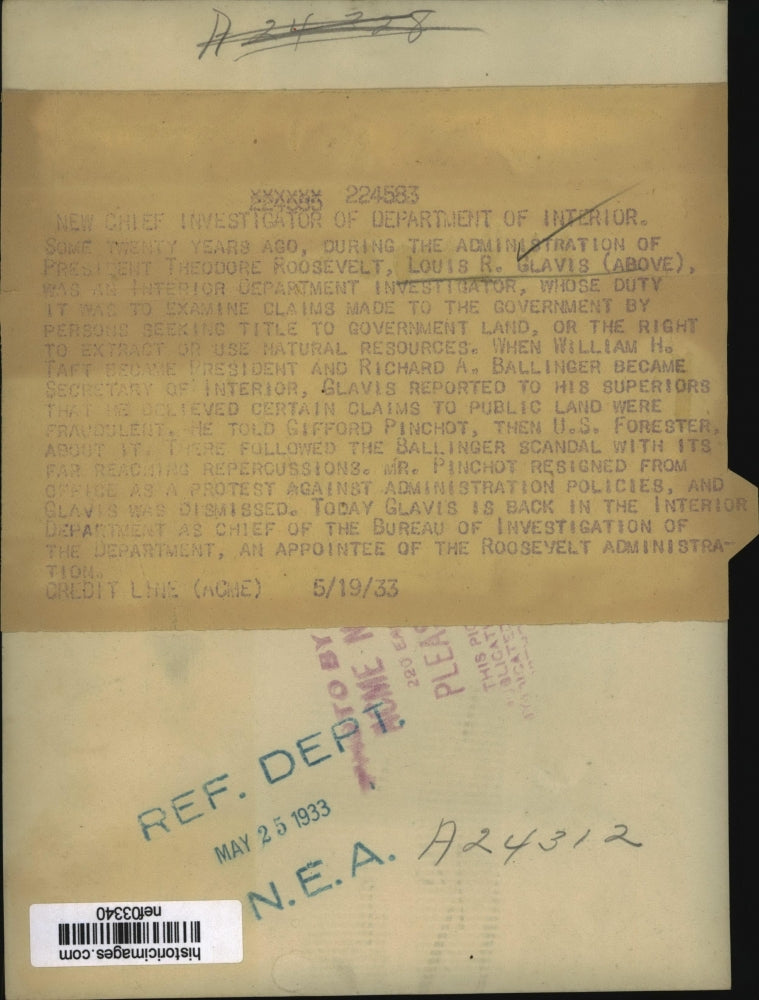 A 24328
224583
NEW CHIEF INVESTIGATOR OF DEPARTMENT OF INTERIOR.
SOME TWENTY YEARS AGO, DURING THE ADMINISTRATION OF
PRESIDENT THEODORE ROOSEVELT, LOUIS R. GLAVIS (ABOVE),
WAS AN INTERIOR DEPARTMENT INVESTIGATOR, WHOSE DUTY
IT WAS TO EXAMINE CLAIMS MADE TO THE GOVERNMENT BY
PERSONS SEEKING TITLE TO GOVERNMENT LAND, OR THE RIGHT
TO EXTRACT OR USE NATURAL RESOURCES. WHEN WILLIAM H.
TAFT BECAME PRESIDENT AND RICHARD A. BALLINGER BECAME
SECRETARY OF INTERIOR, GLAVIS REPORTED TO HIS SUPERIORS
THAT HE BELIEVED CERTAIN CLAIMS TO PUBLIC LAND WERE
FRAUDULENT. HE TOLD GIFFORD PINCHOT, THEN U.S. FORESTER,
ABOUT IT. THERE FOLLOWED THE BALLINGER SCANDAL WITH ITS
FAR REACHING REPERCUSSIONS. MR. PINCHOT RESIGNED FROM
OFFICE AS A PROTEST AGAINST ADMINISTRATION POLICIES, AND
GLAVIS WAS DISMISSED. TODAY GLAVIS IS BACK IN THE INTERIOR
DEPARTMENT AS CHIEF OF THE BUREAU OF INVESTIGATION OF
THE DEPARTMENT, AN APPOINTEE OF THE ROOSEVELT ADMINISTRA-
TION.
CREDIT LINE (ACME) 5/19/33
BY
220 EA
PLEA
THIS PIC
REF. DEPT.
MAY 25 1933
N.E.A.
A24312
nef03340
historicimages.com